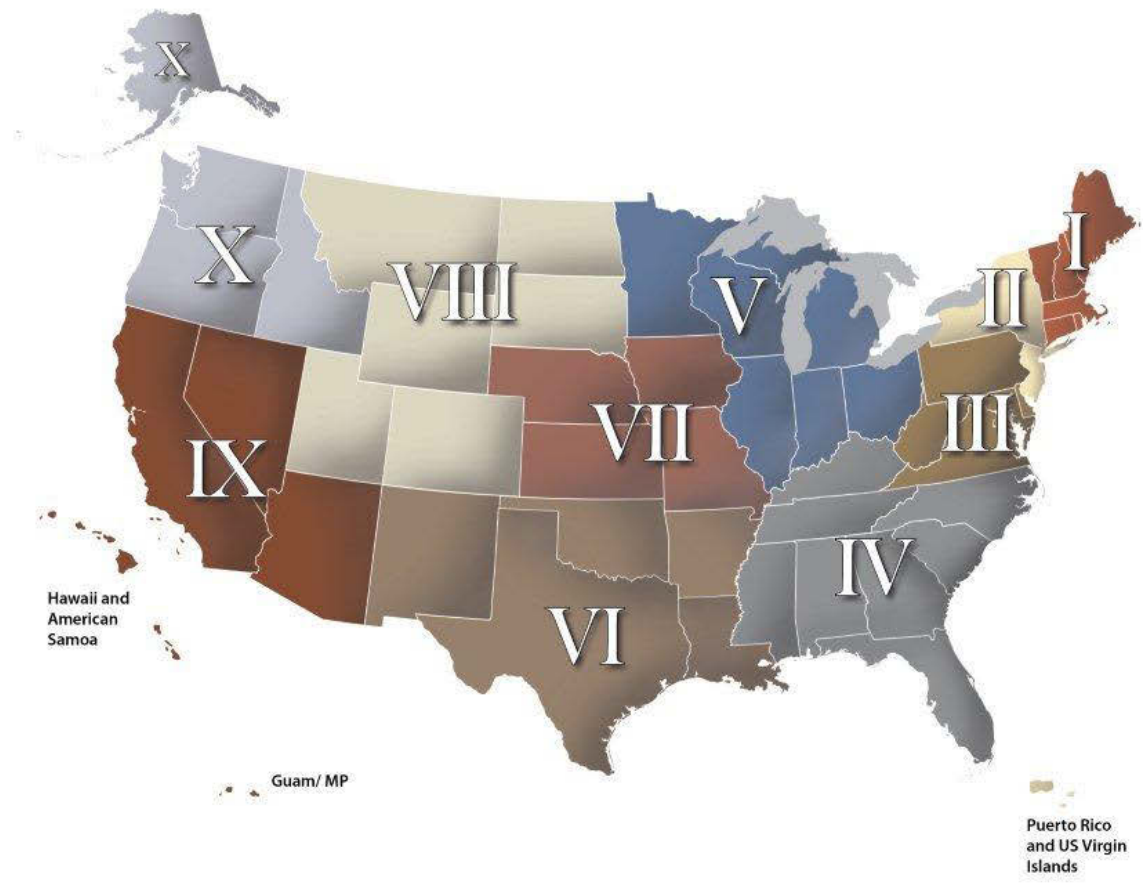 X
I
X
VIII
V
II
VII
III
IX
IV
Hawaii and
American
Samoa
VI
Guam/ MP
Puerto Rico
and US Virgin
Islands